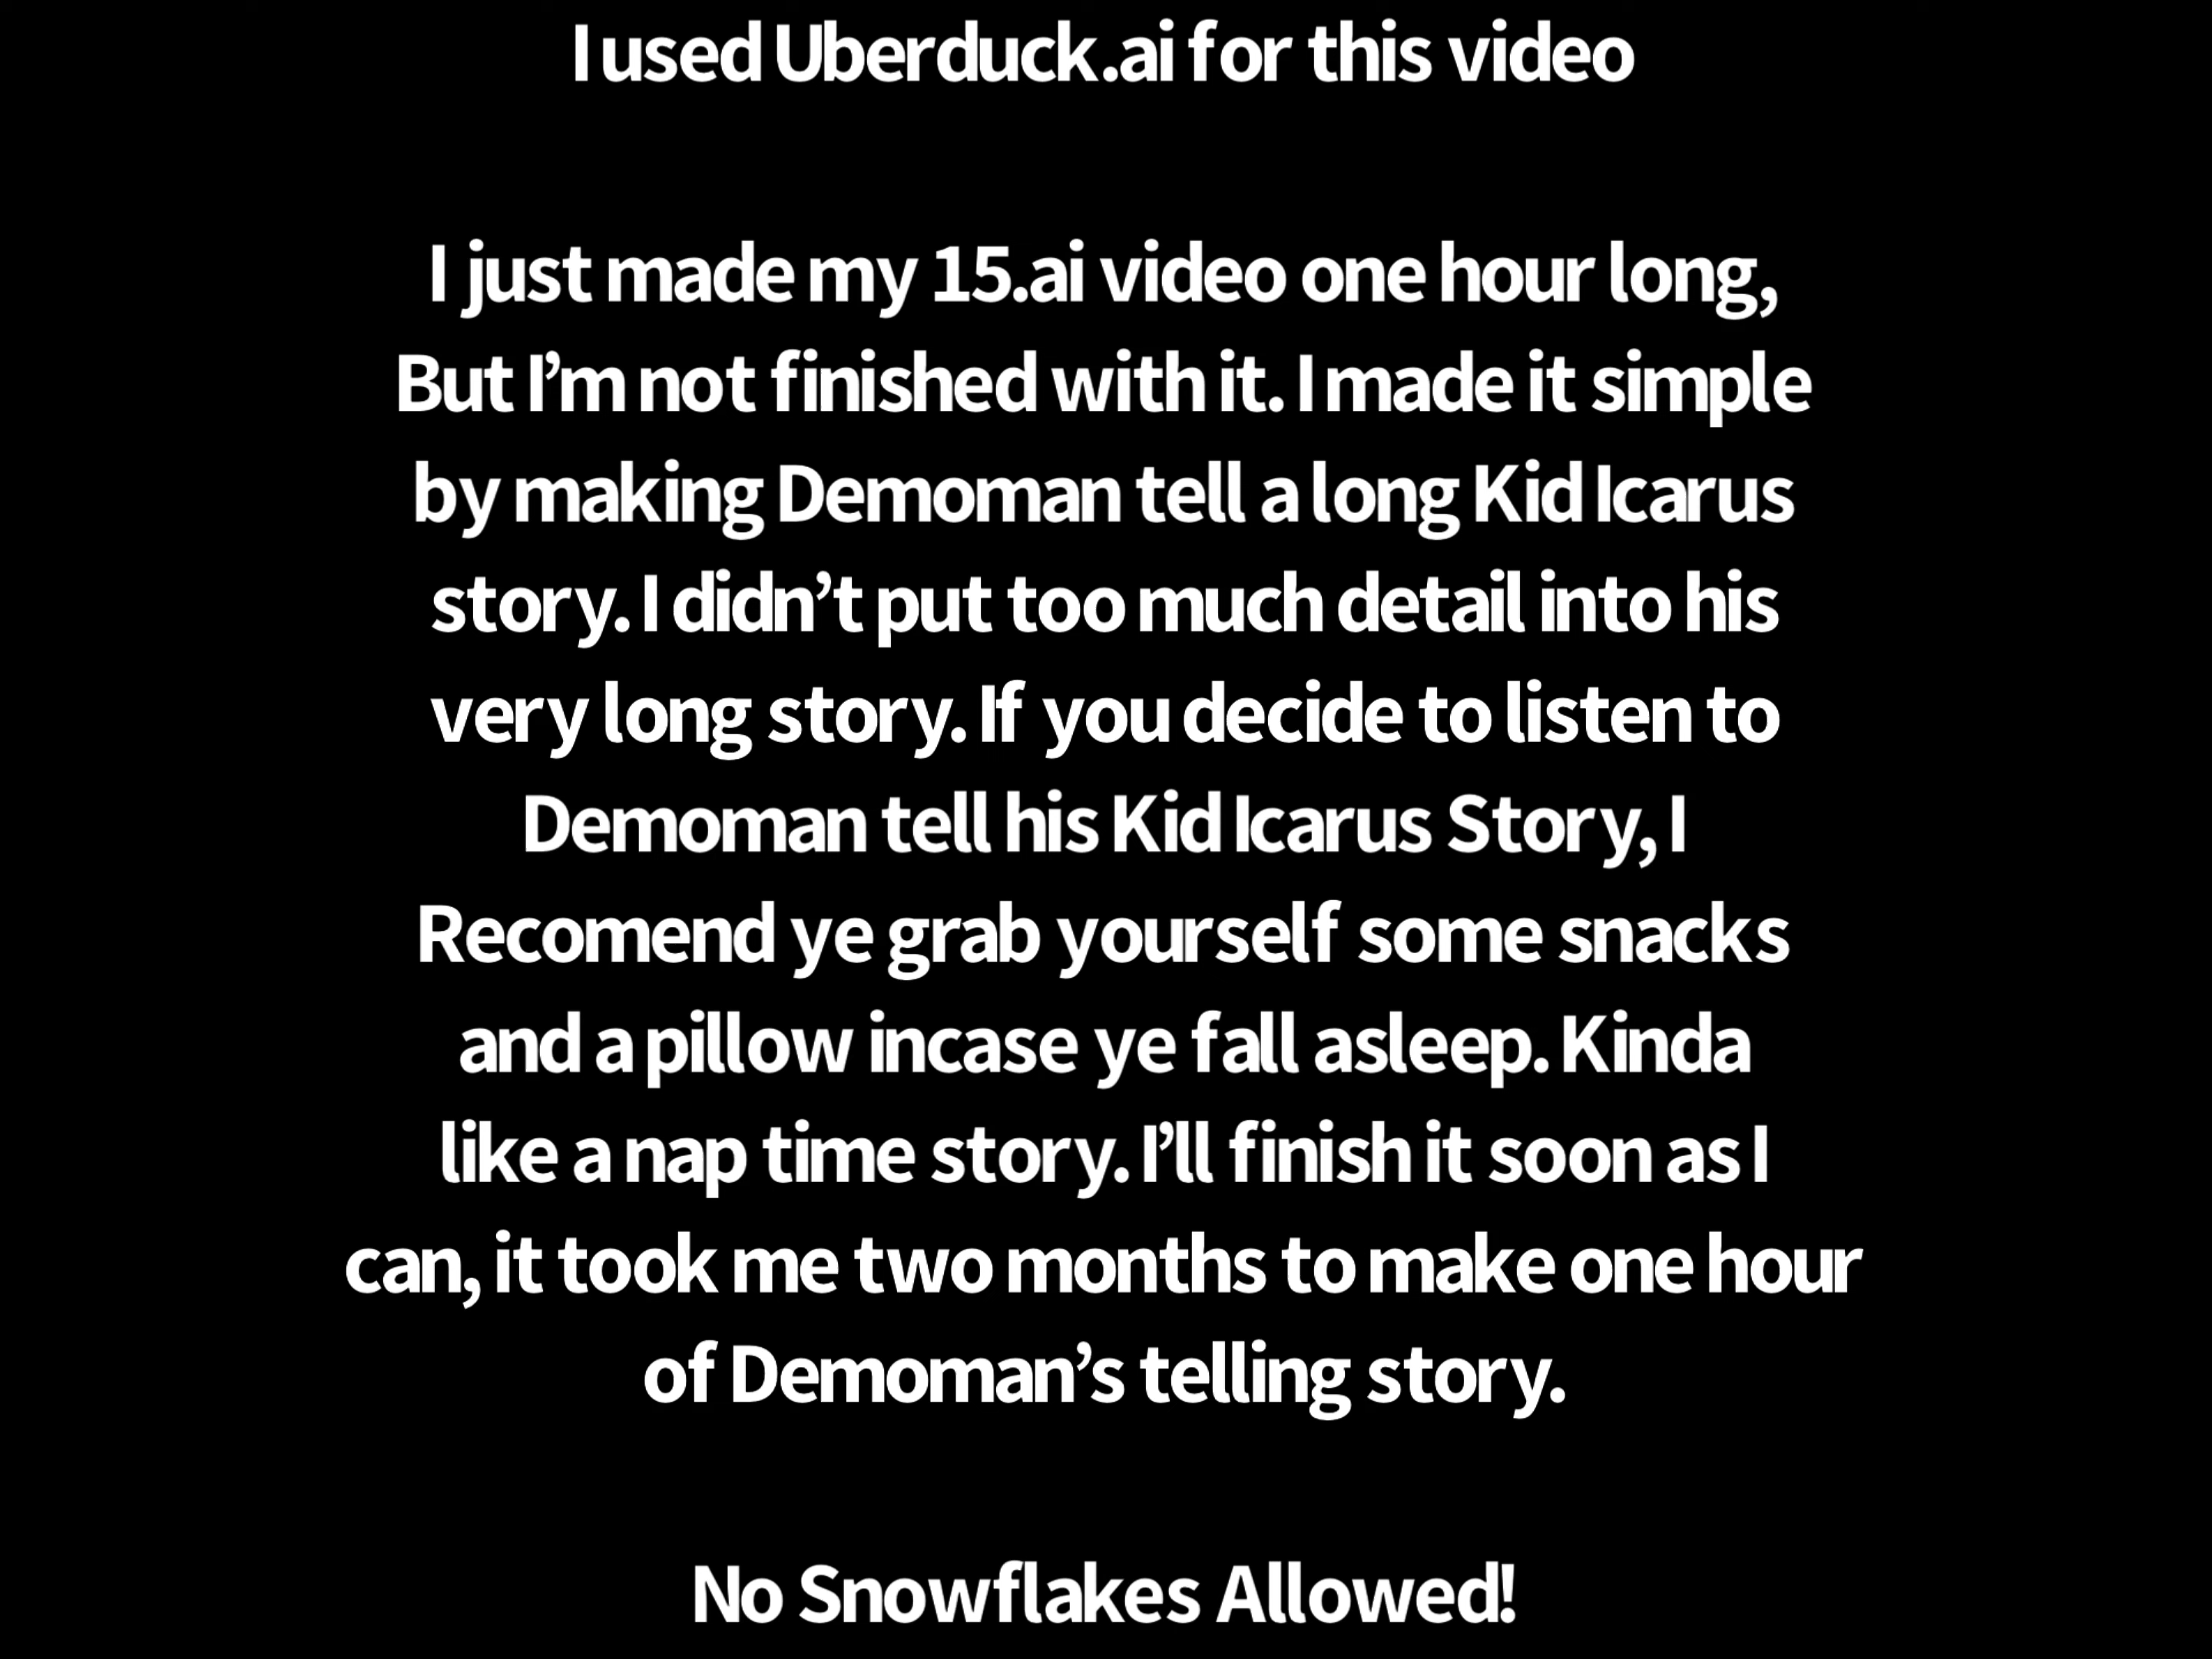 I used Uberduck.ai for this video
I just made my 15.ai video one hour long,
But I’m not finished with it. I made it simple
by making Demoman tell a long Kid Icarus
story. I didn’t put too much detail into his
very long story. If you decide to listen to
Demoman tell his Kid Icarus Story, I
Recomend ye grab yourself some snacks
and a pillow incase ye fall asleep. Kinda
like a nap time story. I’ll finish it soon as I
can, it took me two months to make one hour
of Demoman’s telling story.
No Snowflakes Allowed!